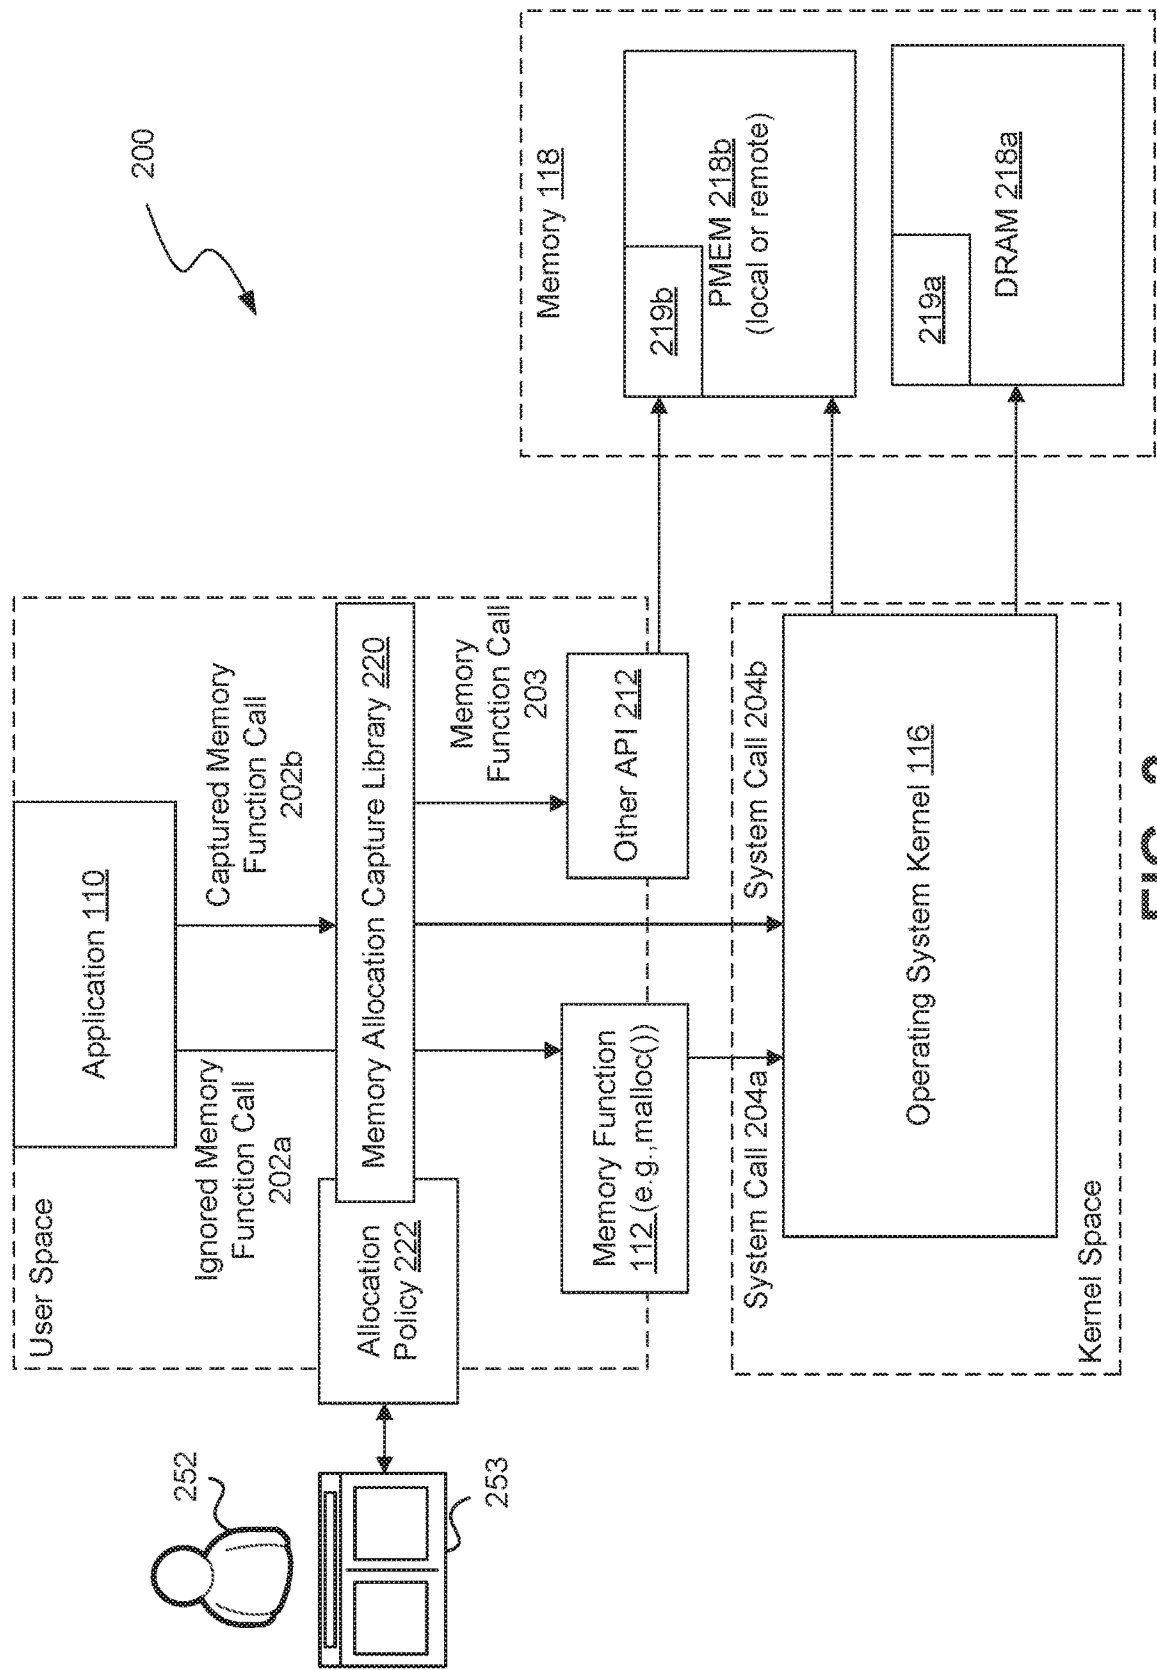 200
252
253
User Space
Application 110
Ignored Memory
Function Call
202a
Captured Memory
Function Call
202b
Allocation
Policy 222
Memory Allocation Capture Library 220
Memory
Function Call
203
Memory Function
112 (e.g.,malloc())
Other API 212
System Call 204a
System Call 204b
Operating System Kernel 116
Kernel Space
Memory 118
219b
PMEM 218b
(local or remote)
219a
DRAM 218a